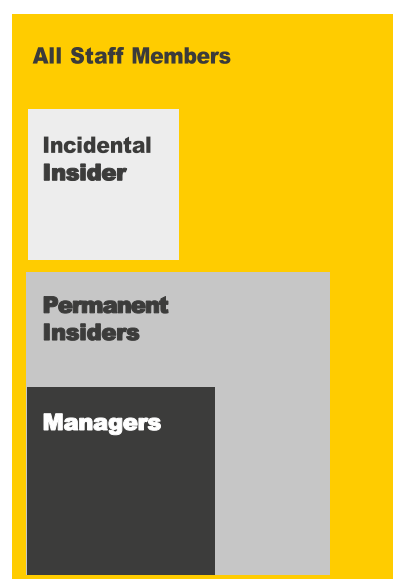 All Staff Members
Incidental
Insider
Permanent
Insiders
Managers